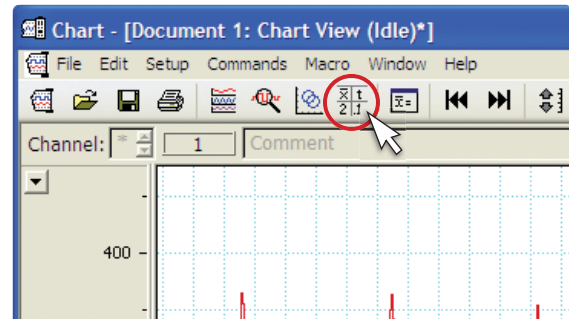 Chart - [Document 1: Chart View (Idle)*]
File Edit Setup Commands Macro Window Help
Channel: * 1 Comment
400